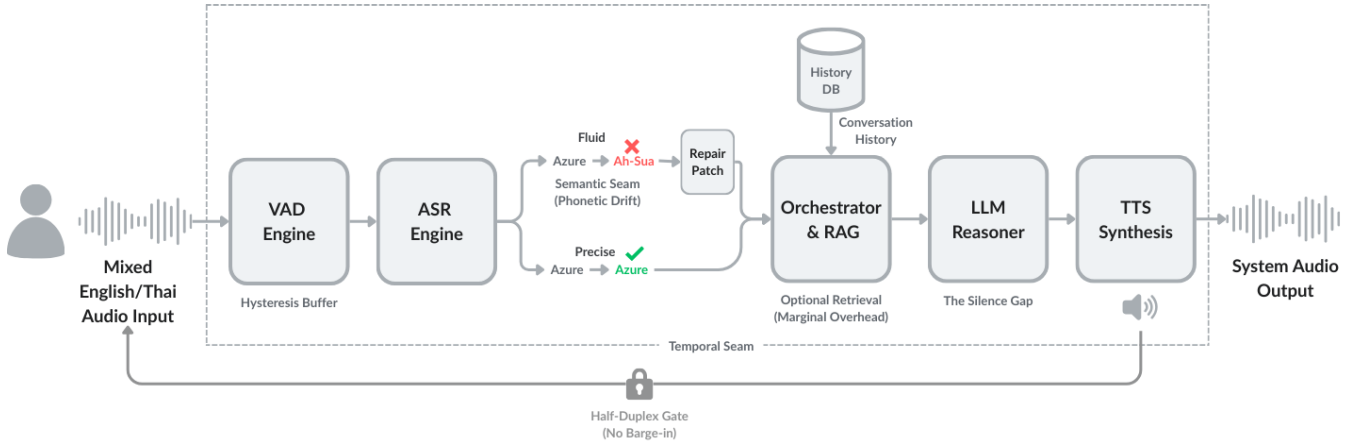 Mixed
English/Thai
Audio Input
VAD
Engine
Hysteresis Buffer
ASR
Engine
Fluid
Azure
Ah-Sua
Semantic Seam
(Phonetic Drift)
Repair
Patch
Precise
Azure
Azure
History
DB
Conversation
History
Orchestrator
& RAG
Optional Retrieval
(Marginal Overhead)
LLM
Reasoner
The Silence Gap
TTS
Synthesis
System Audio
Output
Temporal Seam
Half-Duplex Gate
(No Barge-in)